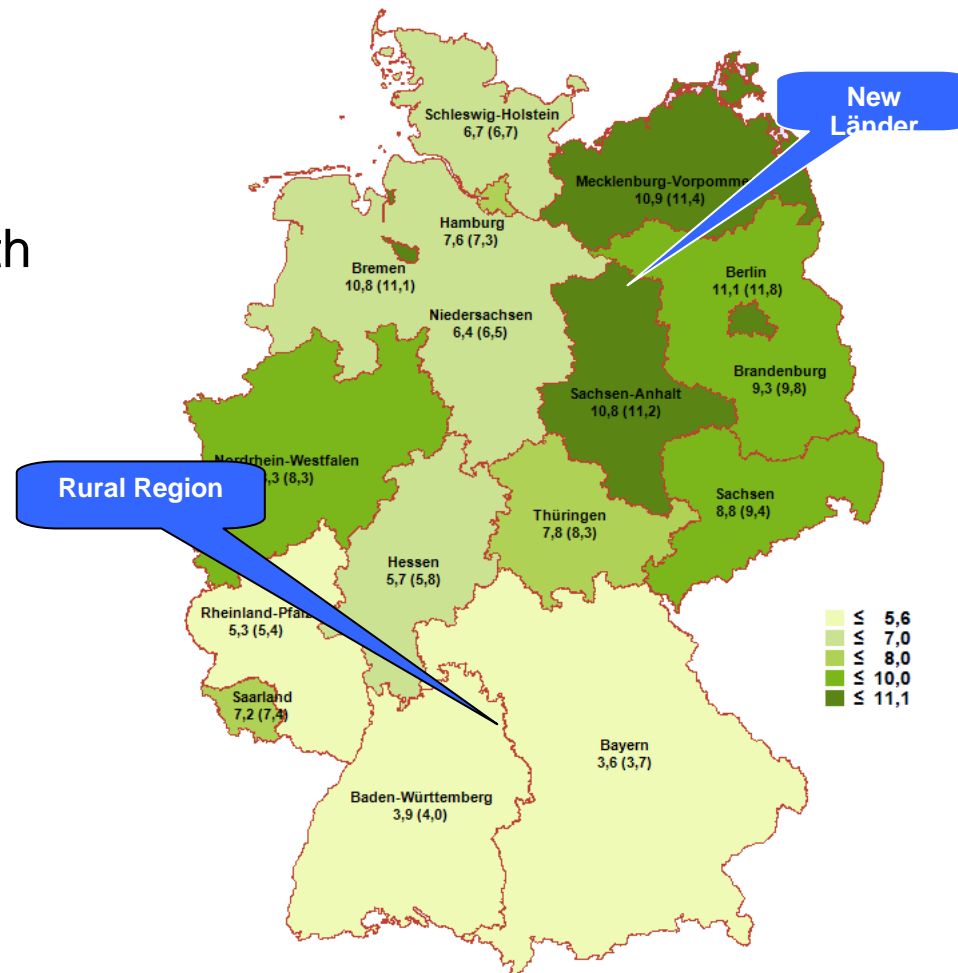 New
Länder
Schleswig-Holstein
6,7 (6,7)
10,9 (11,4)
th
Hamburg
7,6 (7,3)
Bremen
10,8 (11,1)
Berlin
11,1 (11,8)
Niedersachsen
6,4 (6,5)
Brandenburg
9,3 (9,8)
Sachsen-Anhalt
10,8 (11,2)
Nordrhein-Westfalen
(8,3)
Rural Region
Sachsen
8,8 (9,4)
Thüringen
7,8 (8,3)
Hessen
5,7 (5,8)
Rheinland-Pfalz
5,3 (5,4)
≤ 5,6
≤ 7,0
≤ 8,0
≤ 10,0
≤ 11,1
Saarland
7,2 (7,4)
Bayern
3,6 (3,7)
Baden-Württemberg
3,9 (4,0)